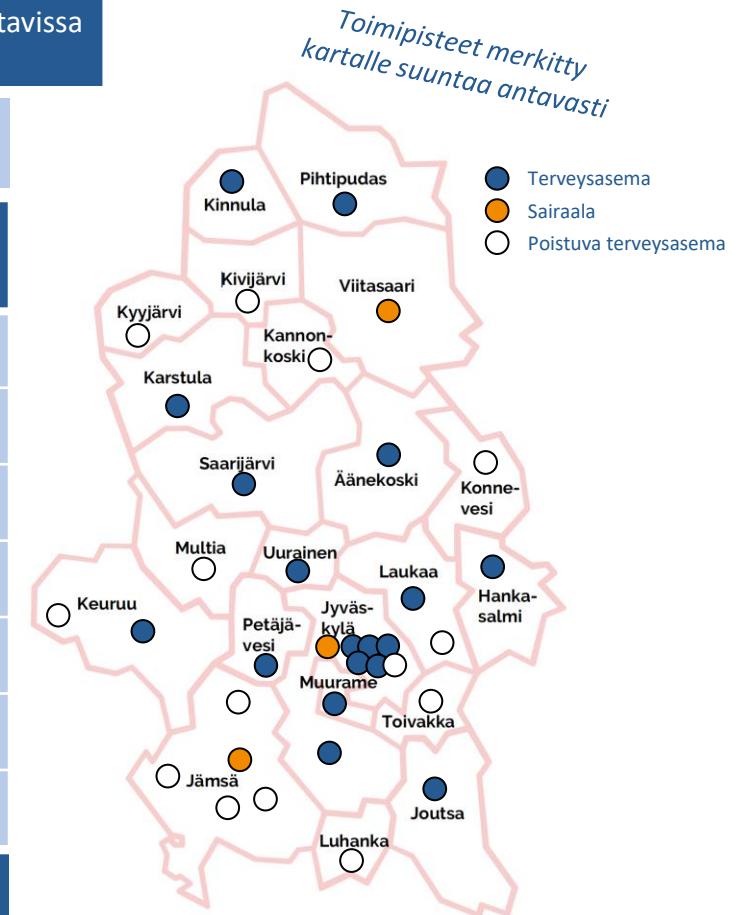 tavissa
Toimipisteet merkitty
kartalle suuntaa antavasti
Terveysasema
Sairaala
Poistuva terveysasema
Pihtipudas
Kinnula
Kivijärvi
Viitasaari
Kyyjärvi
Kannon-
koski
Karstula
Saarijärvi
Äänekoski
Konne-
vesi
Multia
Uurainen
Laukaa
Hanka-
salmi
Keuruu
Petäjä-
vesi
Jyväs-
kylä
Muurame
Toivakka
Jämsä
Joutsa
Luhanka